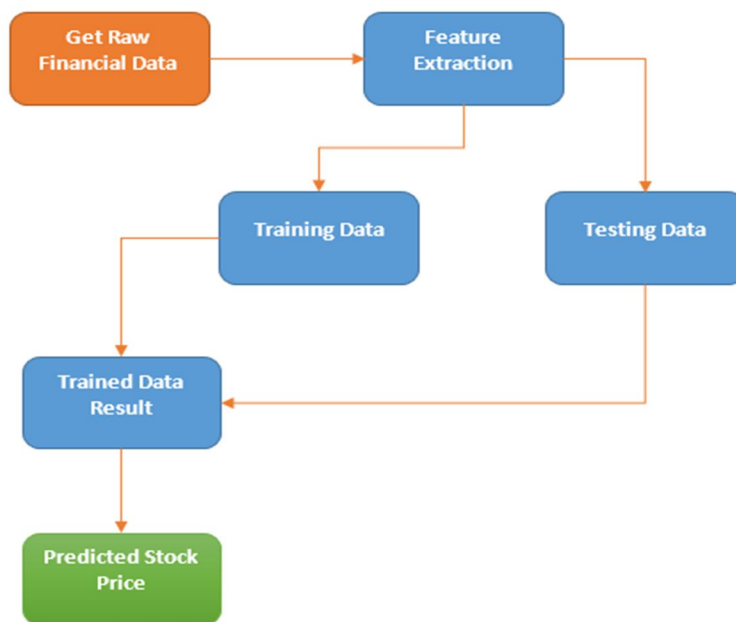 Get Raw
Financial Data
Feature
Extraction
Training Data
Testing Data
Trained Data
Result
Predicted Stock
Price